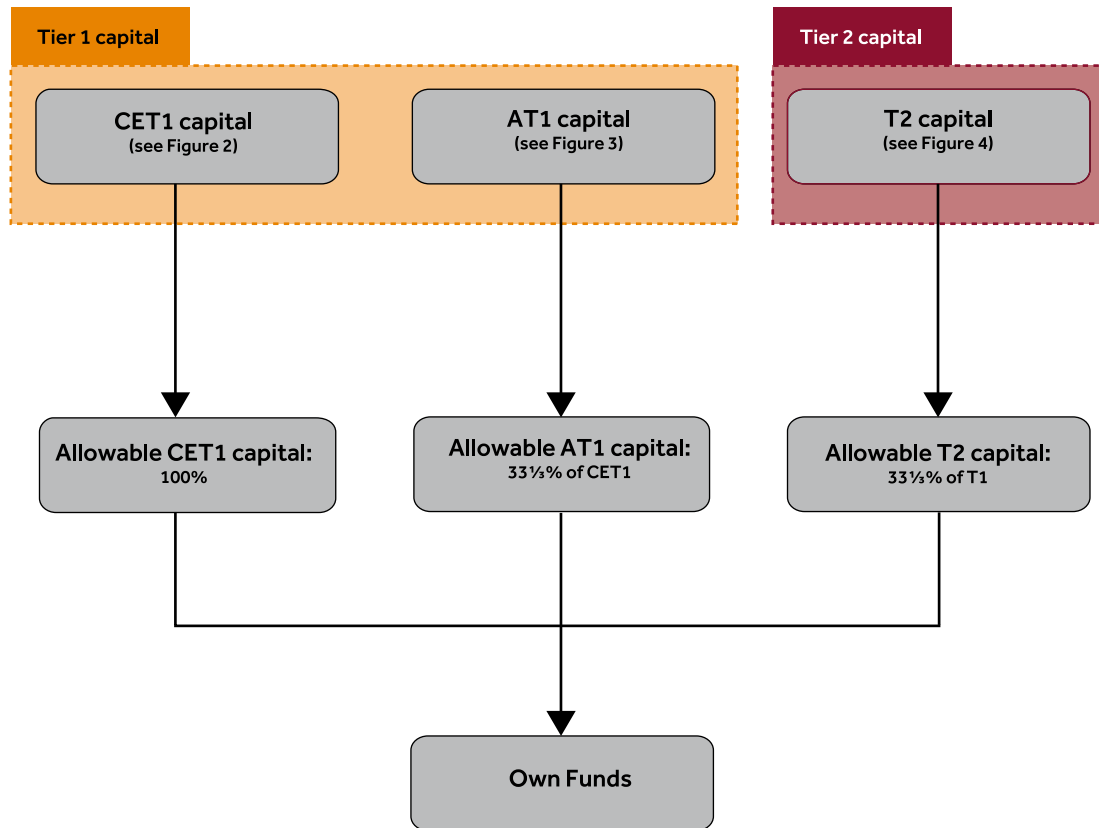 Tier 1 capital
Tier 2 capital
CET1 capital
(see Figure 2)
AT1 capital
(see Figure 3)
T2 capital
(see Figure 4)
Allowable CET1 capital:
100%
Allowable AT1 capital:
33⅓% of CET1
Allowable T2 capital:
33⅓% of T1
Own Funds